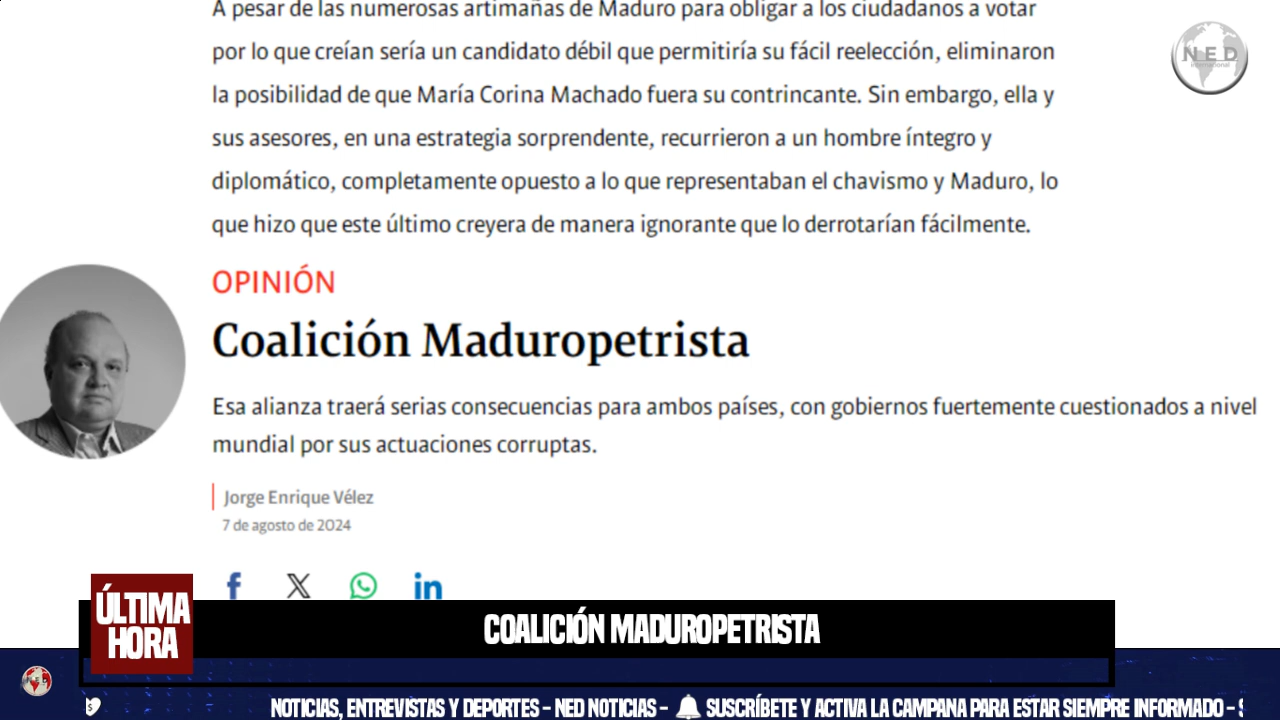 A pesar de las numerosas artimañas de Maduro para obligar a los ciudadanos a votar
por lo que creían sería un candidato débil que permitiría su fácil reelección, eliminaron
la posibilidad de que María Corina Machado fuera su contrincante. Sin embargo, ella y
sus asesores, en una estrategia sorprendente, recurrieron a un hombre íntegro y
diplomático, completamente opuesto a lo que representaban el chavismo y Maduro, lo
que hizo que este último creyera de manera ignorante que lo derrotarían fácilmente.
NED
international
OPINIÓN
Coalición Maduropetrista
Esa alianza traerá serias consecuencias para ambos países, con gobiernos fuertemente cuestionados a nivel
mundial por sus actuaciones corruptas.
Jorge Enrique Vélez
7 de agosto de 2024
ÚLTIMA
HORA
COALICIÓN MADUROPETRISTA
NOTICIAS, ENTREVISTAS Y DEPORTES - NED NOTICIAS - SUSCRÍBETE Y ACTIVA LA CAMPANA PARA ESTAR SIEMPRE INFORMADO -